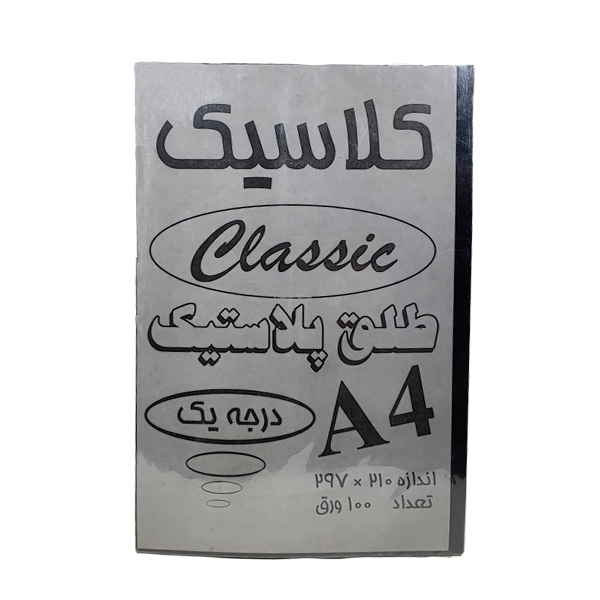 کلاسیک
Classic
طلق پلاستیک
A4
درجه یک
اندازه ۲۱۰ × ۲۹۷
تعداد ۱۰۰ ورق